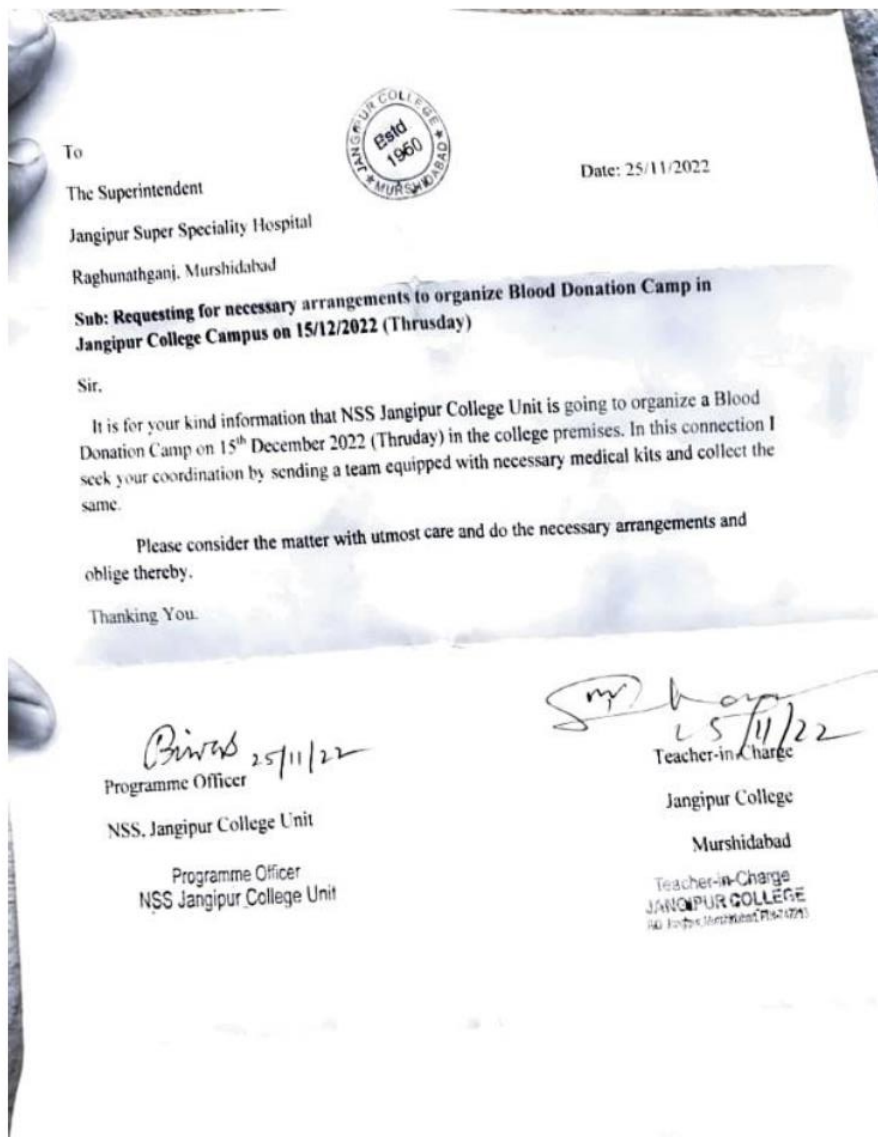 JANGIPUR COLLEGE
★ MURSHIDABAD ★
Estd
1950
To
Date: 25/11/2022
The Superintendent
Jangipur Super Speciality Hospital
Raghunathganj, Murshidabad
Sub: Requesting for necessary arrangements to organize Blood Donation Camp in
Jangipur College Campus on 15/12/2022 (Thrusday)
Sir,
It is for your kind information that NSS Jangipur College Unit is going to organize a Blood
Donation Camp on 15th December 2022 (Thruday) in the college premises. In this connection I
seek your coordination by sending a team equipped with necessary medical kits and collect the
same.
Please consider the matter with utmost care and do the necessary arrangements and
oblige thereby.
Thanking You.
25/11/22
Programme Officer
NSS, Jangipur College Unit
Programme Officer
NSS Jangipur College Unit
25/11/22
Teacher-in-Charge
Jangipur College
Murshidabad
Teacher-in-Charge
JANGIPUR COLLEGE